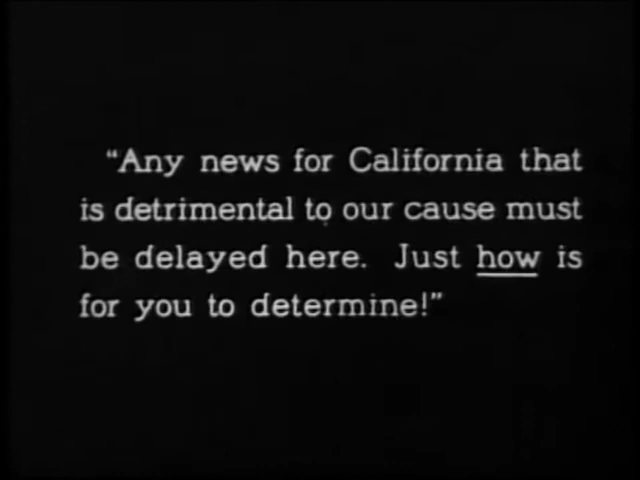 “Any news for California that
is detrimental to our cause must
be delayed here. Just how is
for you to determine!”